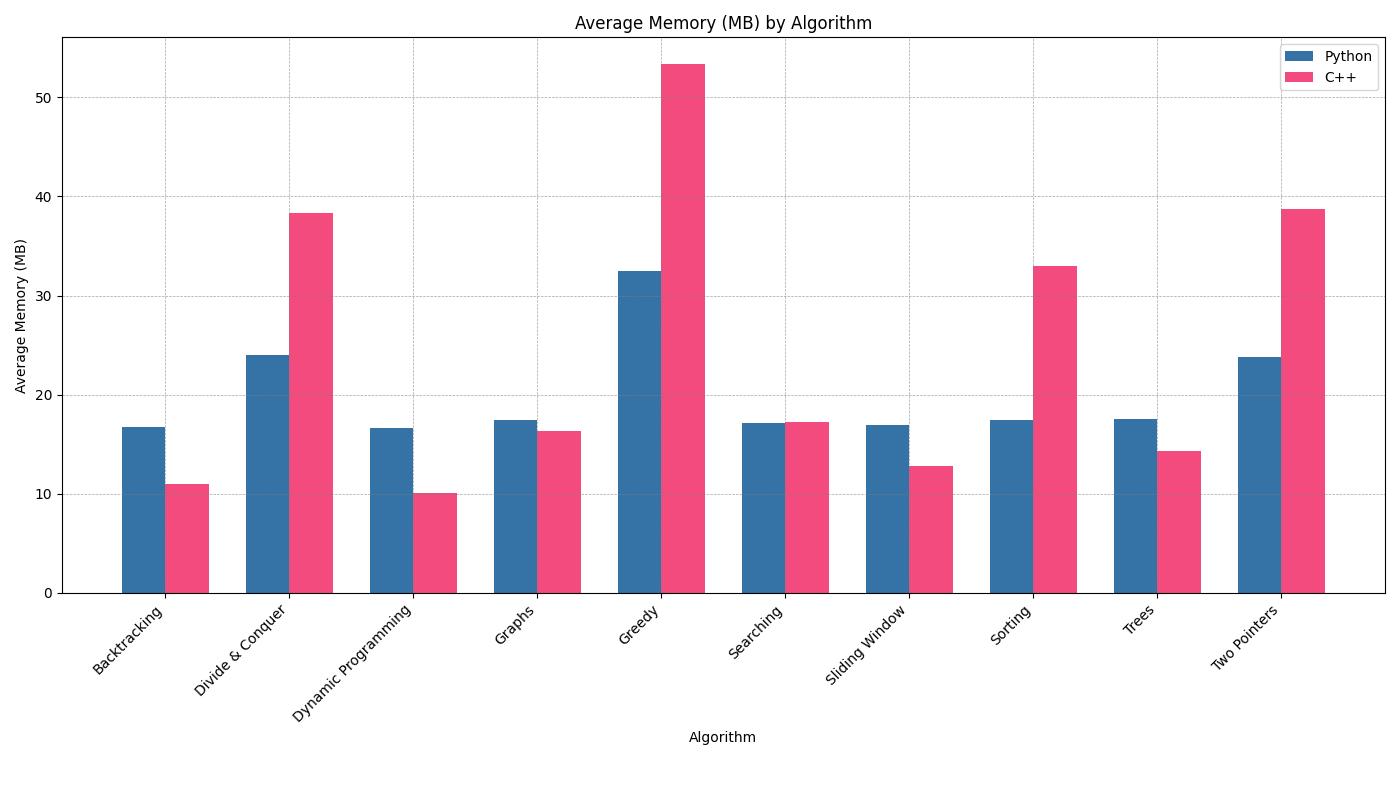 Average Memory (MB) by Algorithm
Python
C++
Average Memory (MB)
50
40
30
20
10
0
Backtracking
Divide & Conquer
Dynamic Programming
Graphs
Greedy
Searching
Sliding Window
Sorting
Trees
Two Pointers
Algorithm